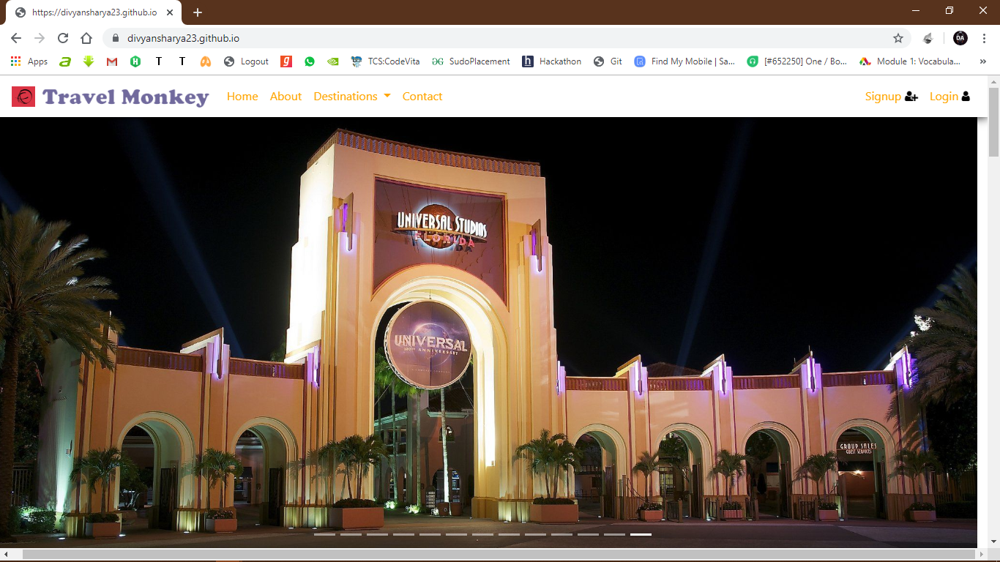 https://divyansharya23.github.io
divyansharya23.github.io
DA
Apps
T
T
Logout
TCS:CodeVita
SudoPlacement
Hackathon
Git
Find My Mobile | Sa...
[#652250] One / Bo...
Module 1: Vocabula...
Travel Monkey
Home
About
Destinations
Contact
Signup
Login
UNIVERSAL STUDIOS
FLORIDA
UNIVERSAL
100TH ANNIVERSARY
GROUP SALES
GUEST SERVICES